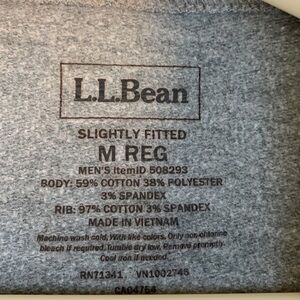 L.L.Bean
SLIGHTLY FITTED
M REG
MEN'S ItemID 508293
BODY: 59% COTTON 38% POLYESTER
3% SPANDEX
RIB: 97% COTTON 3% SPANDEX
MADE IN VIETNAM
Machine wash cold, With like colors. Only non-chlorine
bleach if required. Tumble dry low. Remove promptly
Cool iron if needed.
RN71341 VN1002745
CA04756